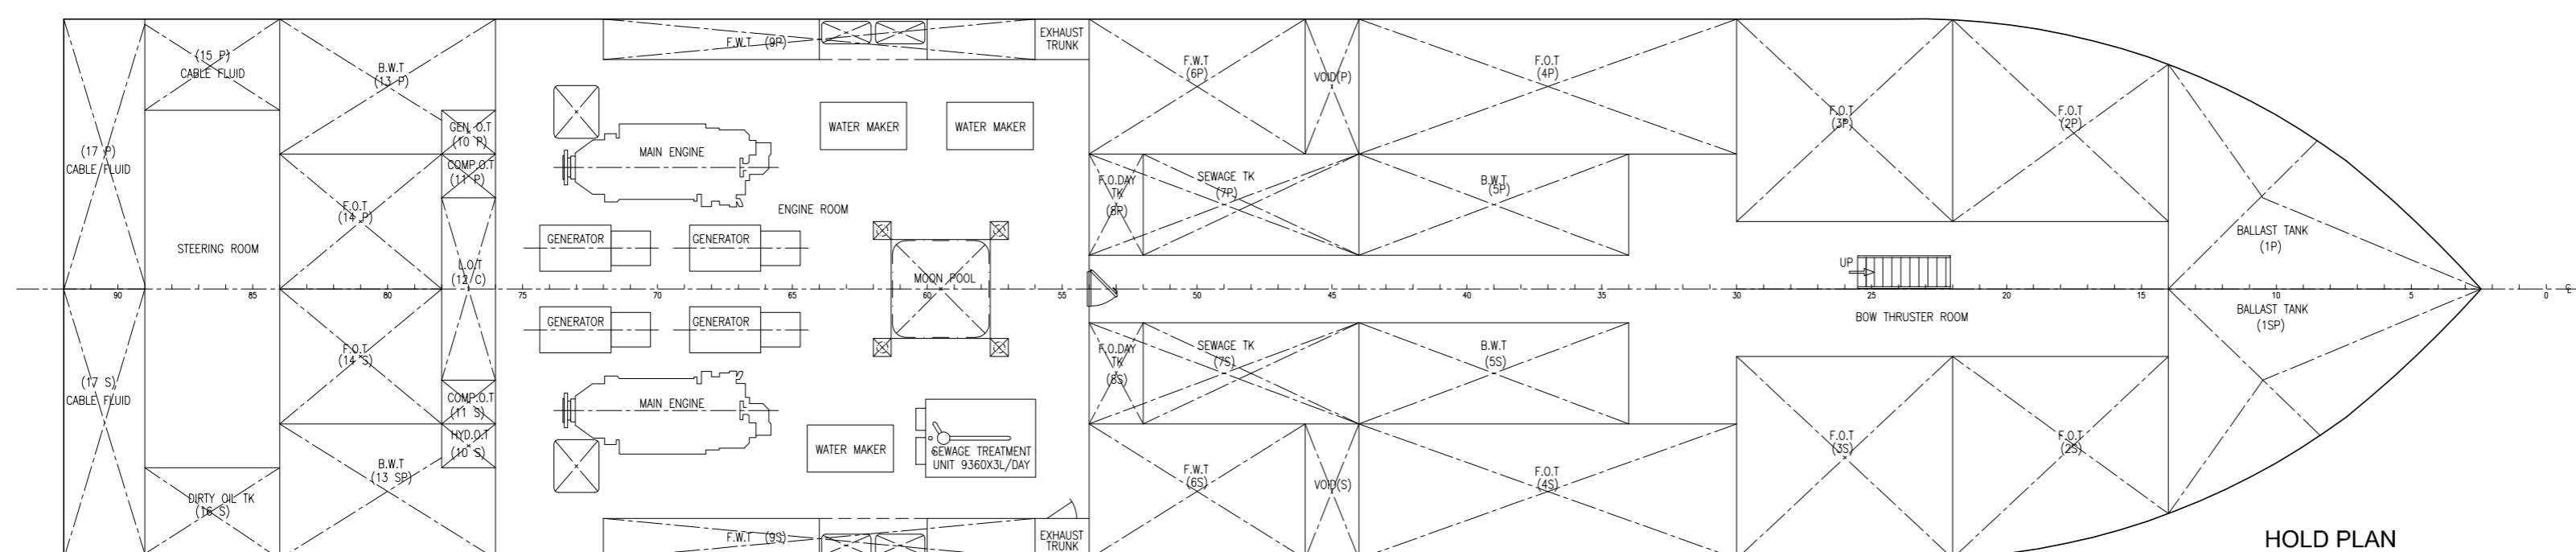 (15 P)
CABLE FLUID
B.W.T
(13 P)
F.W.T (9P)
EXHAUST
TRUNK
F.W.T
(6P)
VOID(P)
F.O.T
(4P)
F.O.T
(3P)
F.O.T
(2P)
(17 P)
CABLE FLUID
GEN. O.T
(10 P)
COMP.O.T
(11 P)
MAIN ENGINE
WATER MAKER
WATER MAKER
F.O.DAY
TK
(8P)
SEWAGE TK
(7P)
B.W.T
(5P)
STEERING ROOM
F.O.T
(14 P)
L.O.T
(12 C)
ENGINE ROOM
GENERATOR
GENERATOR
MOON POOL
UP
BALLAST TANK
(1P)
90 85 80 75 70 65 60 55 50 45 40 35 30 25 20 15 10 5 0
BALLAST TANK
(1SP)
BOW THRUSTER ROOM
GENERATOR
GENERATOR
F.O.T
(14 S)
F.O.DAY
TK
(8S)
SEWAGE TK
(7S)
B.W.T
(5S)
(17 S)
CABLE FLUID
COMP.O.T
(11 S)
HYD.O.T
(10 S)
MAIN ENGINE
WATER MAKER
SEWAGE TREATMENT
UNIT 9360X3L/DAY
B.W.T
(13 SP)
DIRTY OIL TK
(16 S)
F.W.T
(6S)
VOID(S)
F.O.T
(4S)
F.O.T
(3S)
F.O.T
(2S)
F.W.T (9S)
EXHAUST
TRUNK
HOLD PLAN